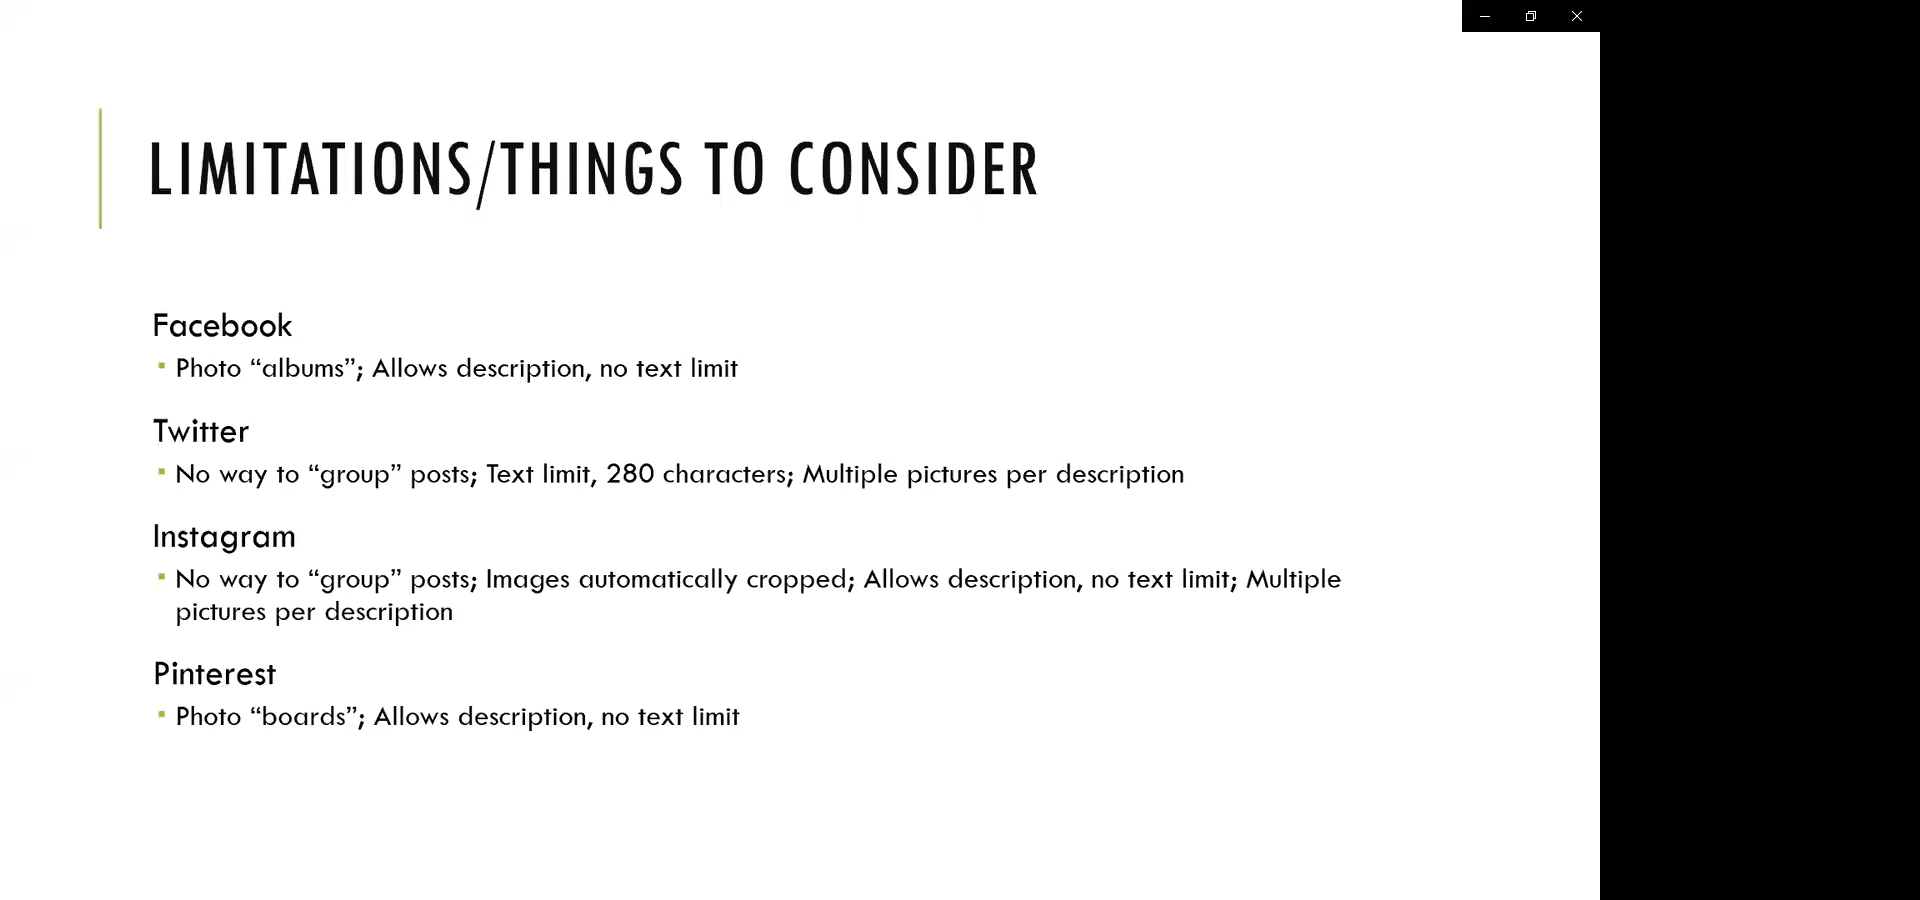 LIMITATIONS/THINGS TO CONSIDER
Facebook
▪ Photo “albums”; Allows description, no text limit
Twitter
▪ No way to “group” posts; Text limit, 280 characters; Multiple pictures per description
Instagram
▪ No way to “group” posts; Images automatically cropped; Allows description, no text limit; Multiple
pictures per description
Pinterest
▪ Photo “boards”; Allows description, no text limit